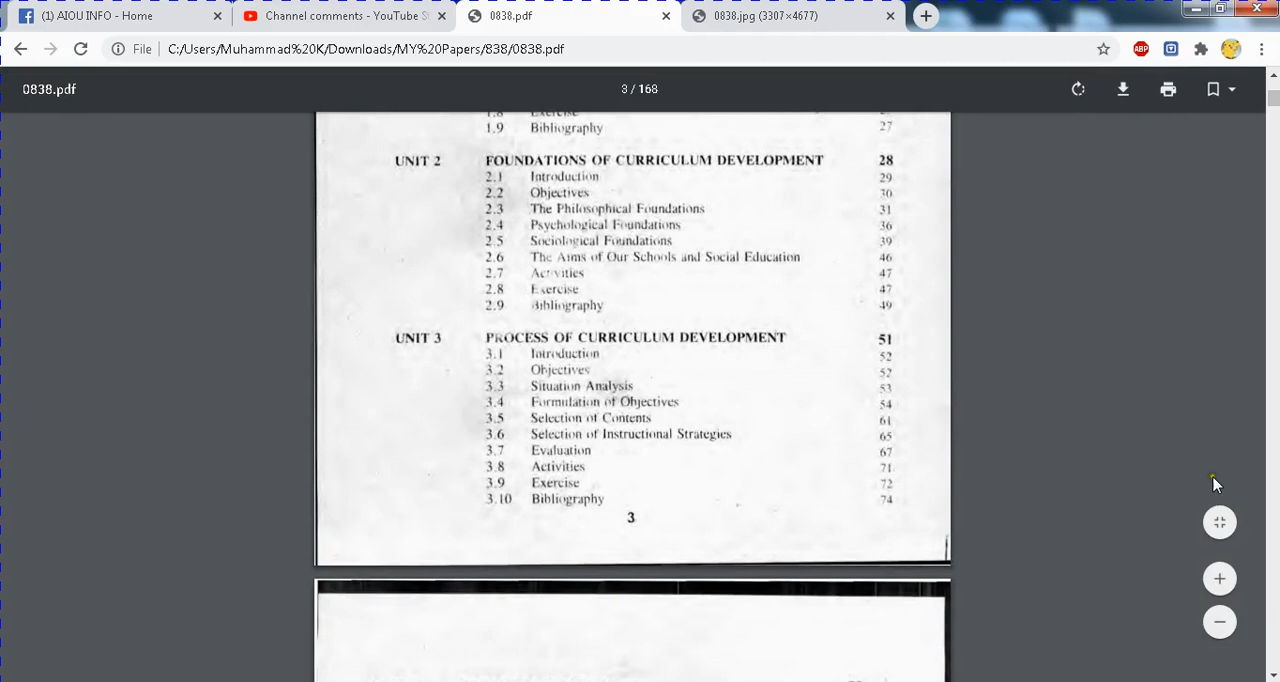 (1) AIOU INFO - Home
Channel comments - YouTube S
0838.pdf
0838.jpg (3307×4677)
File
C:/Users/Muhammad%20K/Downloads/MY%20Papers/838/0838.pdf
ABP
0838.pdf
3 / 168
1.8 Exercise
1.9 Bibliography 27
UNIT 2 FOUNDATIONS OF CURRICULUM DEVELOPMENT 28
2.1 Introduction 29
2.2 Objectives 30
2.3 The Philosophical Foundations 31
2.4 Psychological Foundations 36
2.5 Sociological Foundations 39
2.6 The Aims of Our Schools and Social Education 46
2.7 Activities 47
2.8 Exercise 47
2.9 Bibliography 49
UNIT 3 PROCESS OF CURRICULUM DEVELOPMENT 51
3.1 Introduction 52
3.2 Objectives 52
3.3 Situation Analysis 53
3.4 Formulation of Objectives 54
3.5 Selection of Contents 61
3.6 Selection of Instructional Strategies 65
3.7 Evaluation 67
3.8 Activities 71
3.9 Exercise 72
3.10 Bibliography 74
3